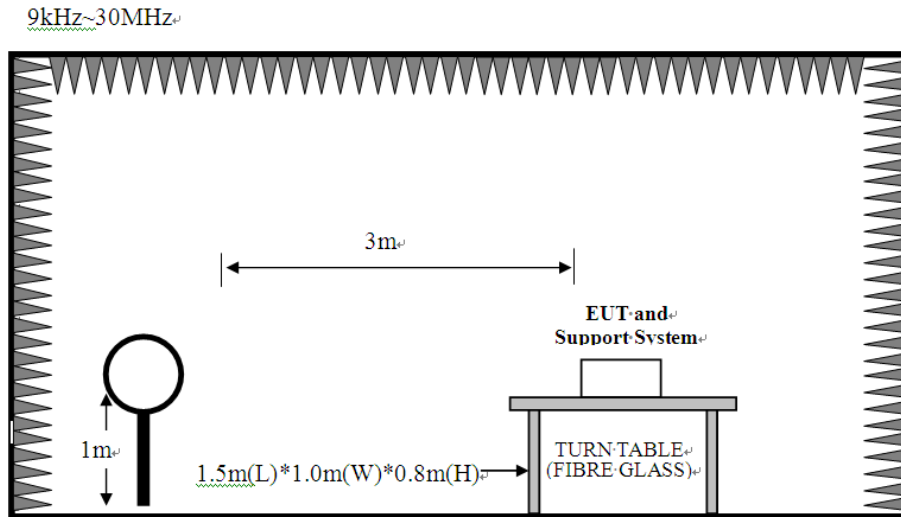 9kHz~30MHz
3m
EUT and
Support System
1m
1.5m(L)*1.0m(W)*0.8m(H)
TURN TABLE
(FIBRE GLASS)